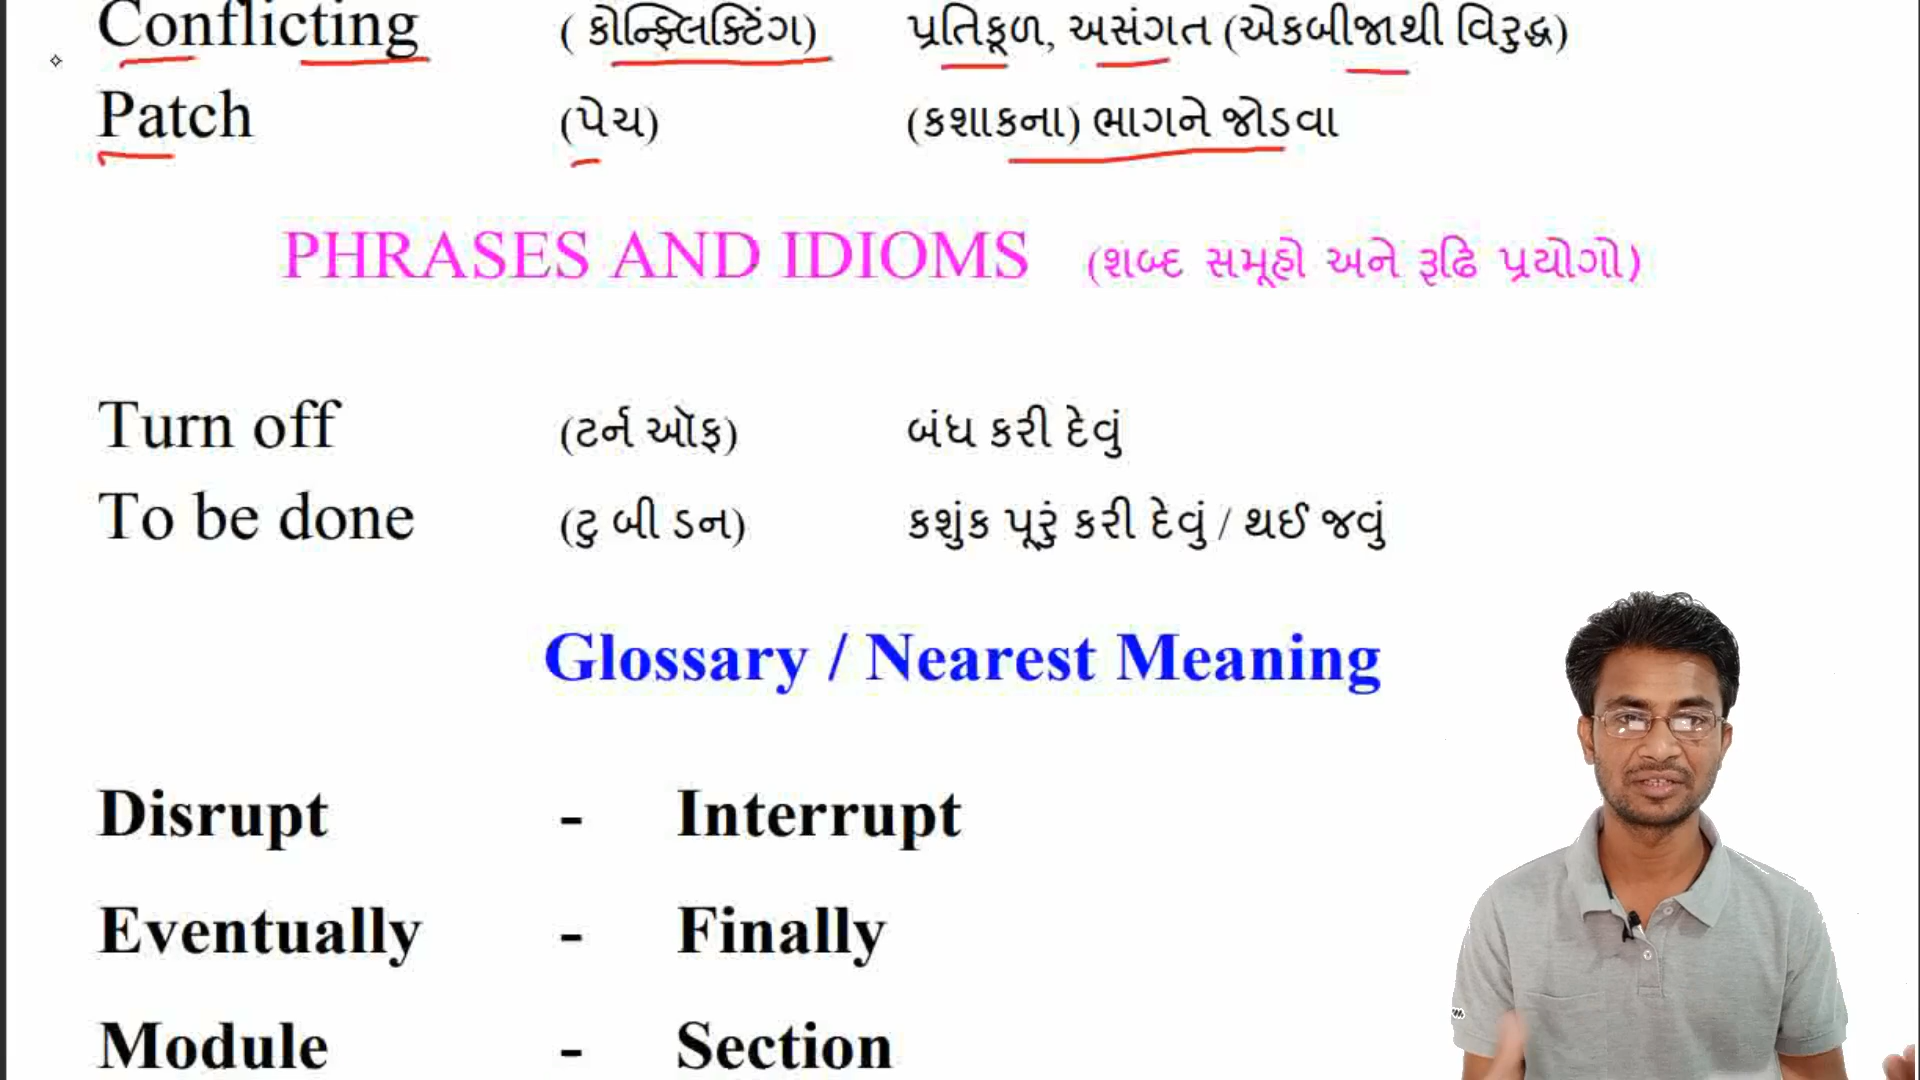 Conflicting ( કોન્ફ્લિક્ટિંગ) પ્રતિકૂળ, અસંગત (એકબીજાથી વિરુદ્ધ)
Patch (પેચ) (કશાકના) ભાગને જોડવા
PHRASES AND IDIOMS (શબ્દ સમૂહો અને રૂઢિ પ્રયોગો)
Turn off (ટર્ન ઑફ) બંધ કરી દેવું
To be done (ટુ બી ડન) કશુંક પૂરું કરી દેવું / થઈ જવું
Glossary / Nearest Meaning
Disrupt - Interrupt
Eventually - Finally
Module - Section